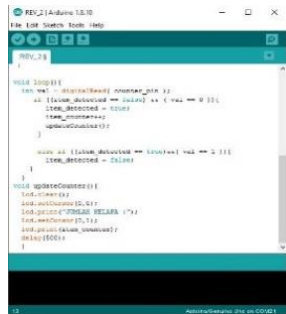 REV_2 | Arduino 1.8.10
File Edit Sketch Tools Help
REV_2 §
}
void loop(){
int val = digitalRead( counter_pin );
if ((item_detected == false) && ( val == 0 )){
item_detected = true;
item_counter++;
updateCounter();
}
else if ((item_detected == true)&&( val == 1 )){
item_detected = false;
}
}
void updateCounter(){
lcd.clear();
lcd.setCursor(0,0);
lcd.print("JUMLAH KELAPA :");
lcd.setCursor(0,1);
lcd.print(item_counter);
delay(500);
}
13
Arduino/Genuino Uno on COM21